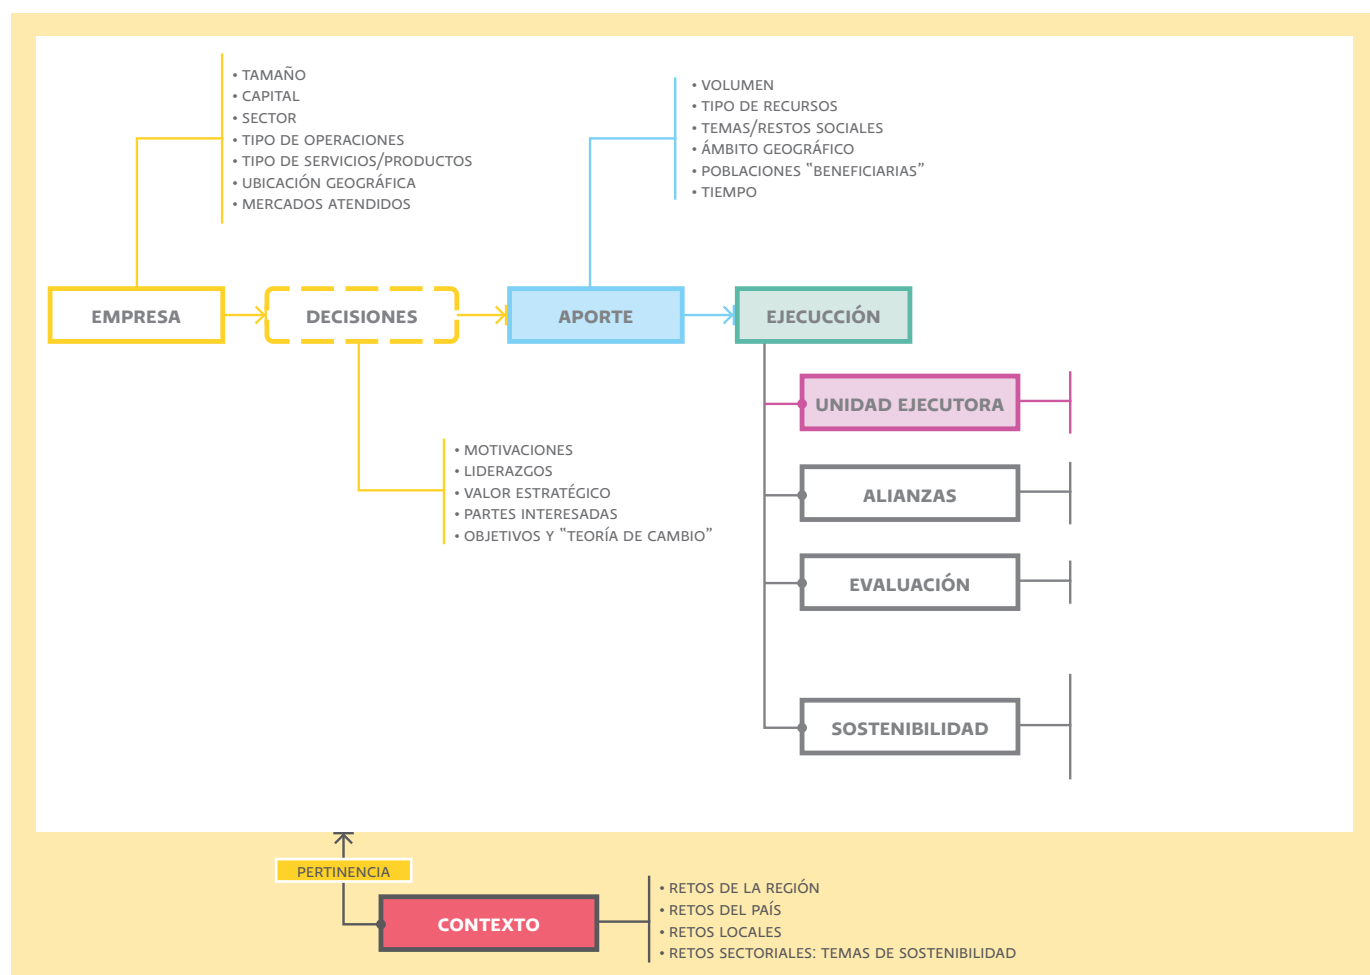 • TAMAÑO
• CAPITAL
• SECTOR
• TIPO DE OPERACIONES
• TIPO DE SERVICIOS/PRODUCTOS
• UBICACIÓN GEOGRÁFICA
• MERCADOS ATENDIDOS
• VOLUMEN
• TIPO DE RECURSOS
• TEMAS/RESTOS SOCIALES
• ÁMBITO GEOGRÁFICO
• POBLACIONES “BENEFICIARIAS”
• TIEMPO
EMPRESA
DECISIONES
APORTE
EJECUCCIÓN
• MOTIVACIONES
• LIDERAZGOS
• VALOR ESTRATÉGICO
• PARTES INTERESADAS
• OBJETIVOS Y “TEORÍA DE CAMBIO”
UNIDAD EJECUTORA
ALIANZAS
EVALUACIÓN
SOSTENIBILIDAD
PERTINENCIA
CONTEXTO
• RETOS DE LA REGIÓN
• RETOS DEL PAÍS
• RETOS LOCALES
• RETOS SECTORIALES: TEMAS DE SOSTENIBILIDAD